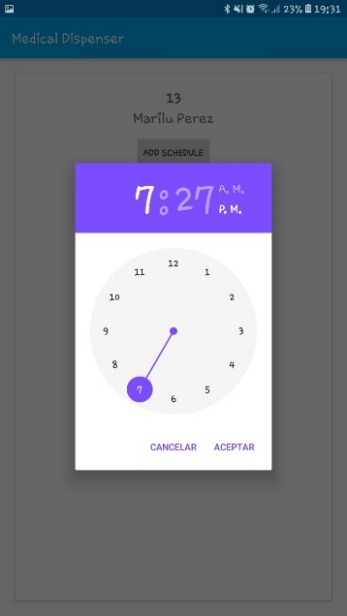 23% 19:31
Medical Dispenser
13
Marilu Perez
ADD SCHEDULE
7:27
A. M.
P. M.
12
11 1
10 2
9 3
8 4
7 5
6
CANCELAR ACEPTAR